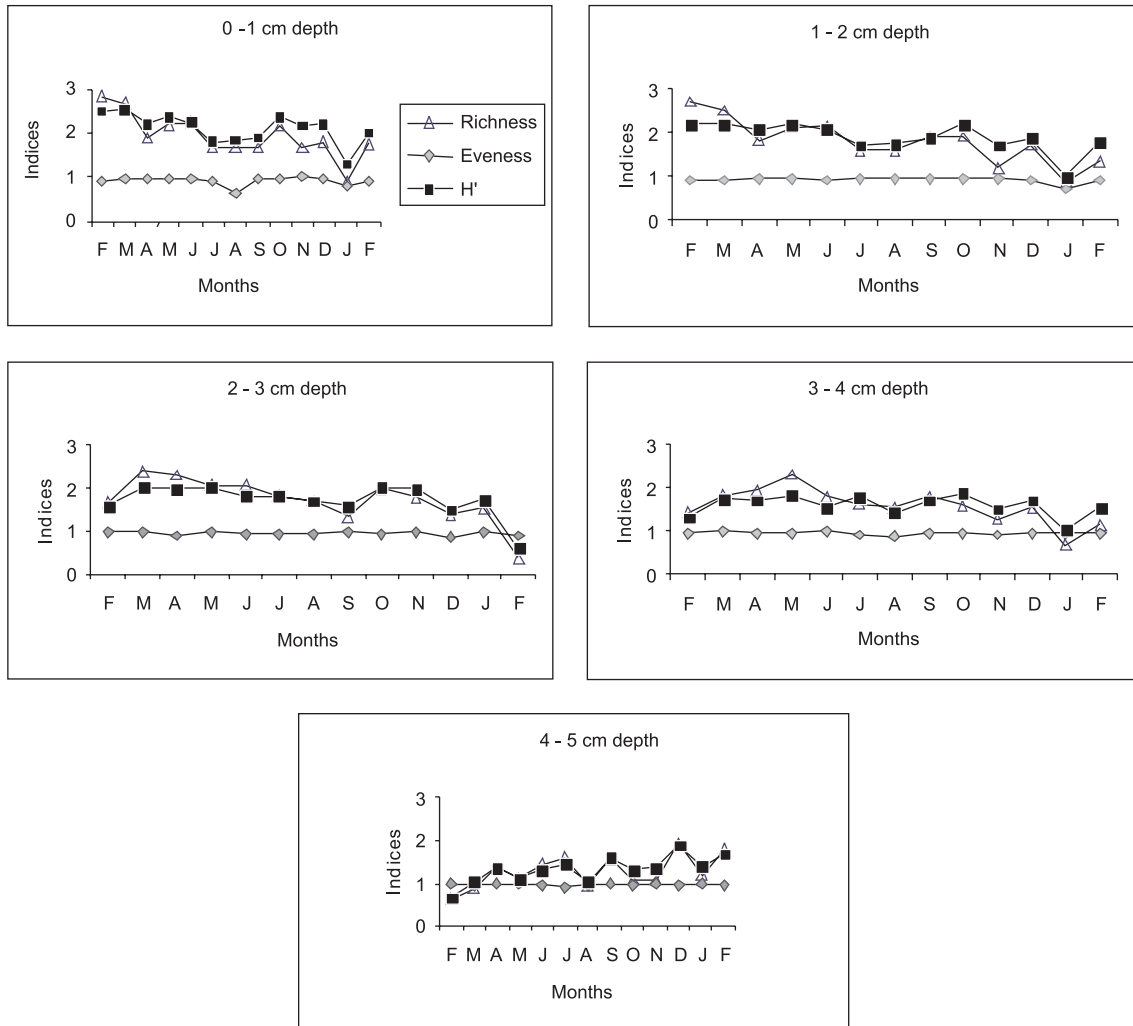 0 -1 cm depth
3
2
1
0
Indices
F M A M J J A S O N D J F
Months
Richness
Eveness
H'
1 - 2 cm depth
3
2
1
0
Indices
F M A M J J A S O N D J F
Months
2 - 3 cm depth
3
2
1
0
Indices
F M A M J J A S O N D J F
Months
3 - 4 cm depth
3
2
1
0
Indices
F M A M J J A S O N D J F
Months
4 - 5 cm depth
3
2
1
0
Indices
F M A M J J A S O N D J F
Months